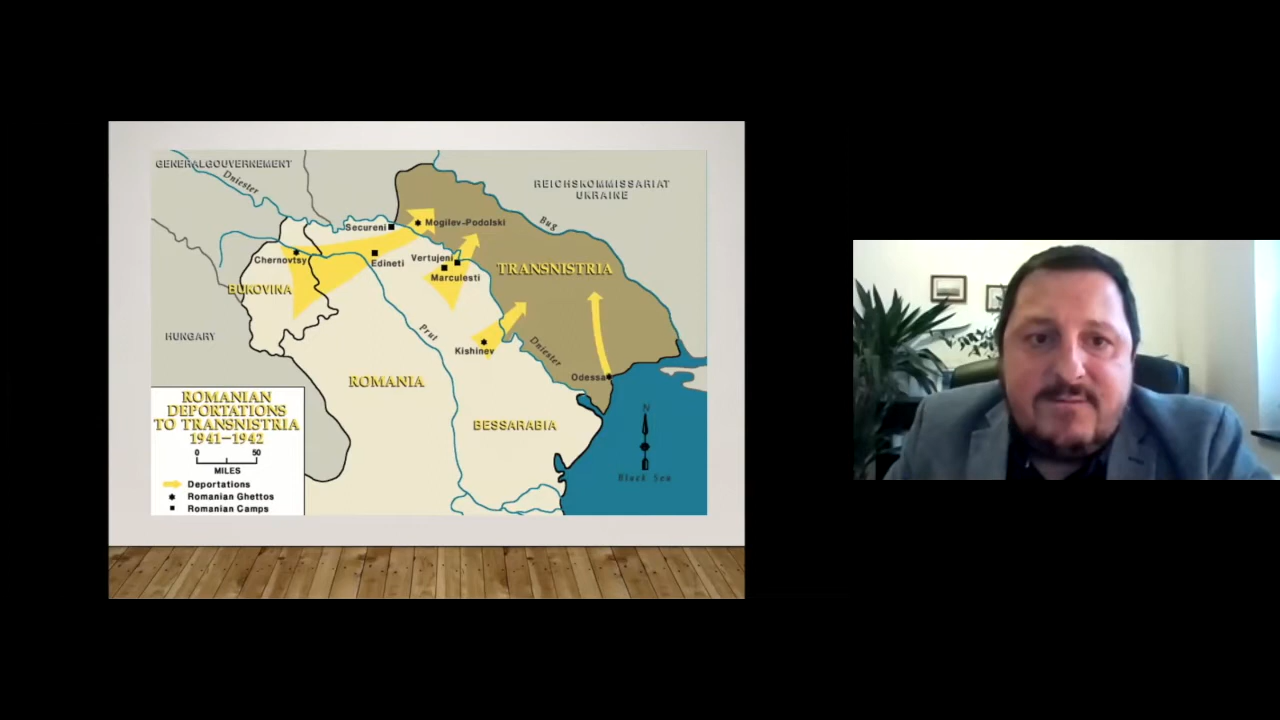 GENERALGOUVERNEMENT
Dniester
REICHSKOMMISSARIAT
UKRAINE
Bug
Secureni
Mogilev-Podolski
Chernovtsy
Edineti
Vertujeni
Marculesti
TRANSNISTRIA
BUKOVINA
HUNGARY
Prut
Kishinev
Dniester
ROMANIA
Odessa
BESSARABIA
N
Black Sea
ROMANIAN
DEPORTATIONS
TO TRANSNISTRIA
1941–1942
0 50
MILES
Deportations
Romanian Ghettos
Romanian Camps